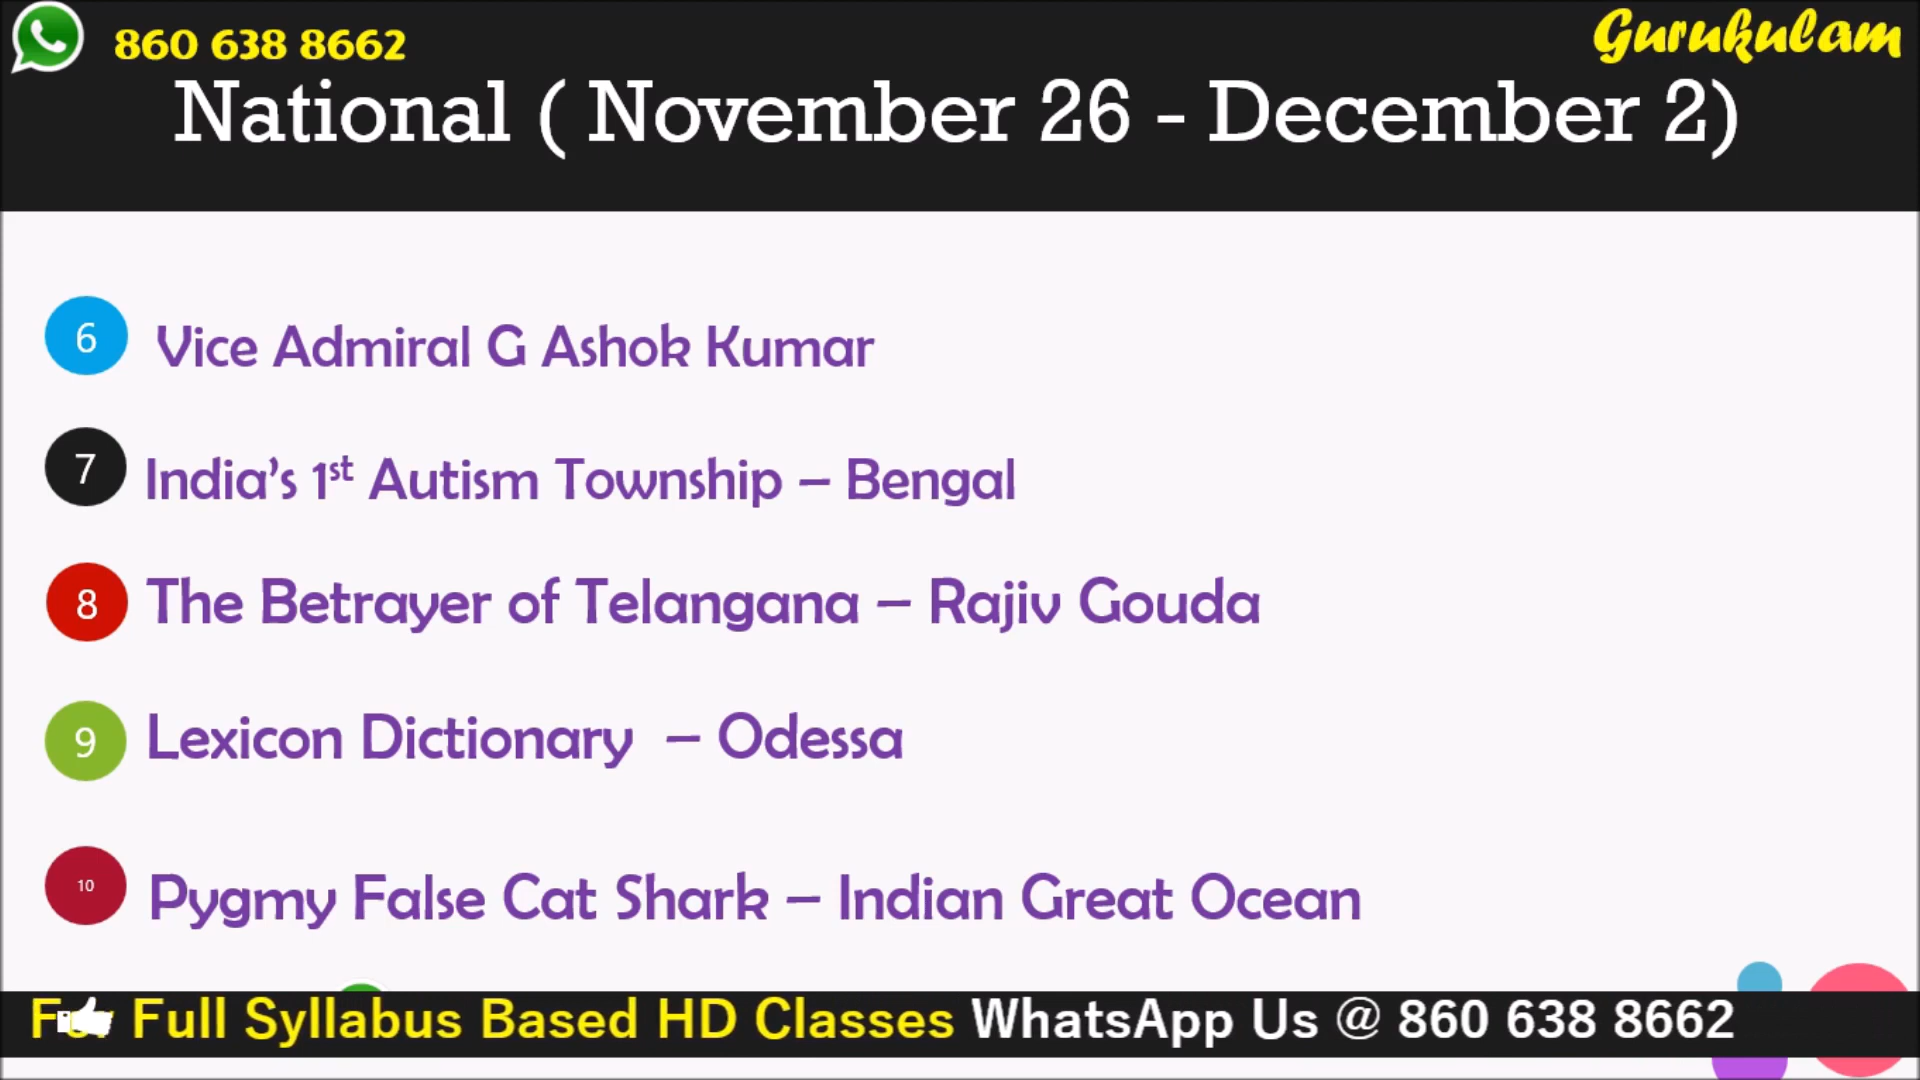 860 638 8662
Gurukulam
National ( November 26 - December 2)
6 Vice Admiral G Ashok Kumar
7 India's 1st Autism Township – Bengal
8 The Betrayer of Telangana – Rajiv Gouda
9 Lexicon Dictionary – Odessa
10 Pygmy False Cat Shark – Indian Great Ocean
For Full Syllabus Based HD Classes WhatsApp Us @ 860 638 8662